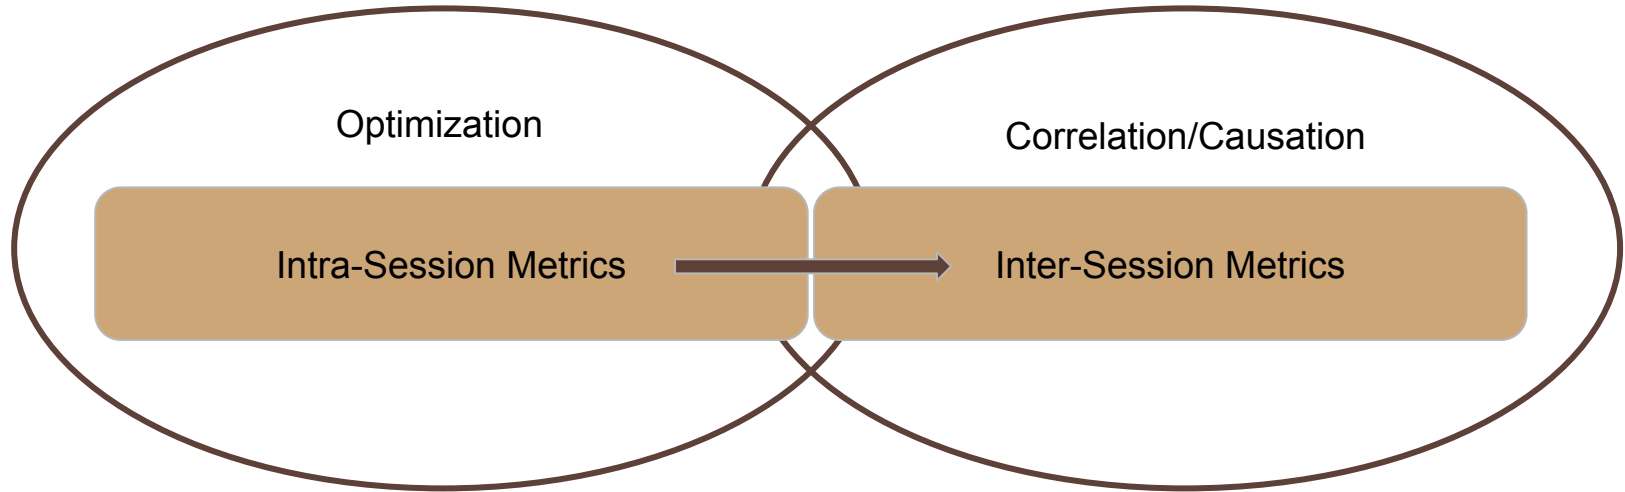 Optimization
Correlation/Causation
Intra-Session Metrics
Inter-Session Metrics